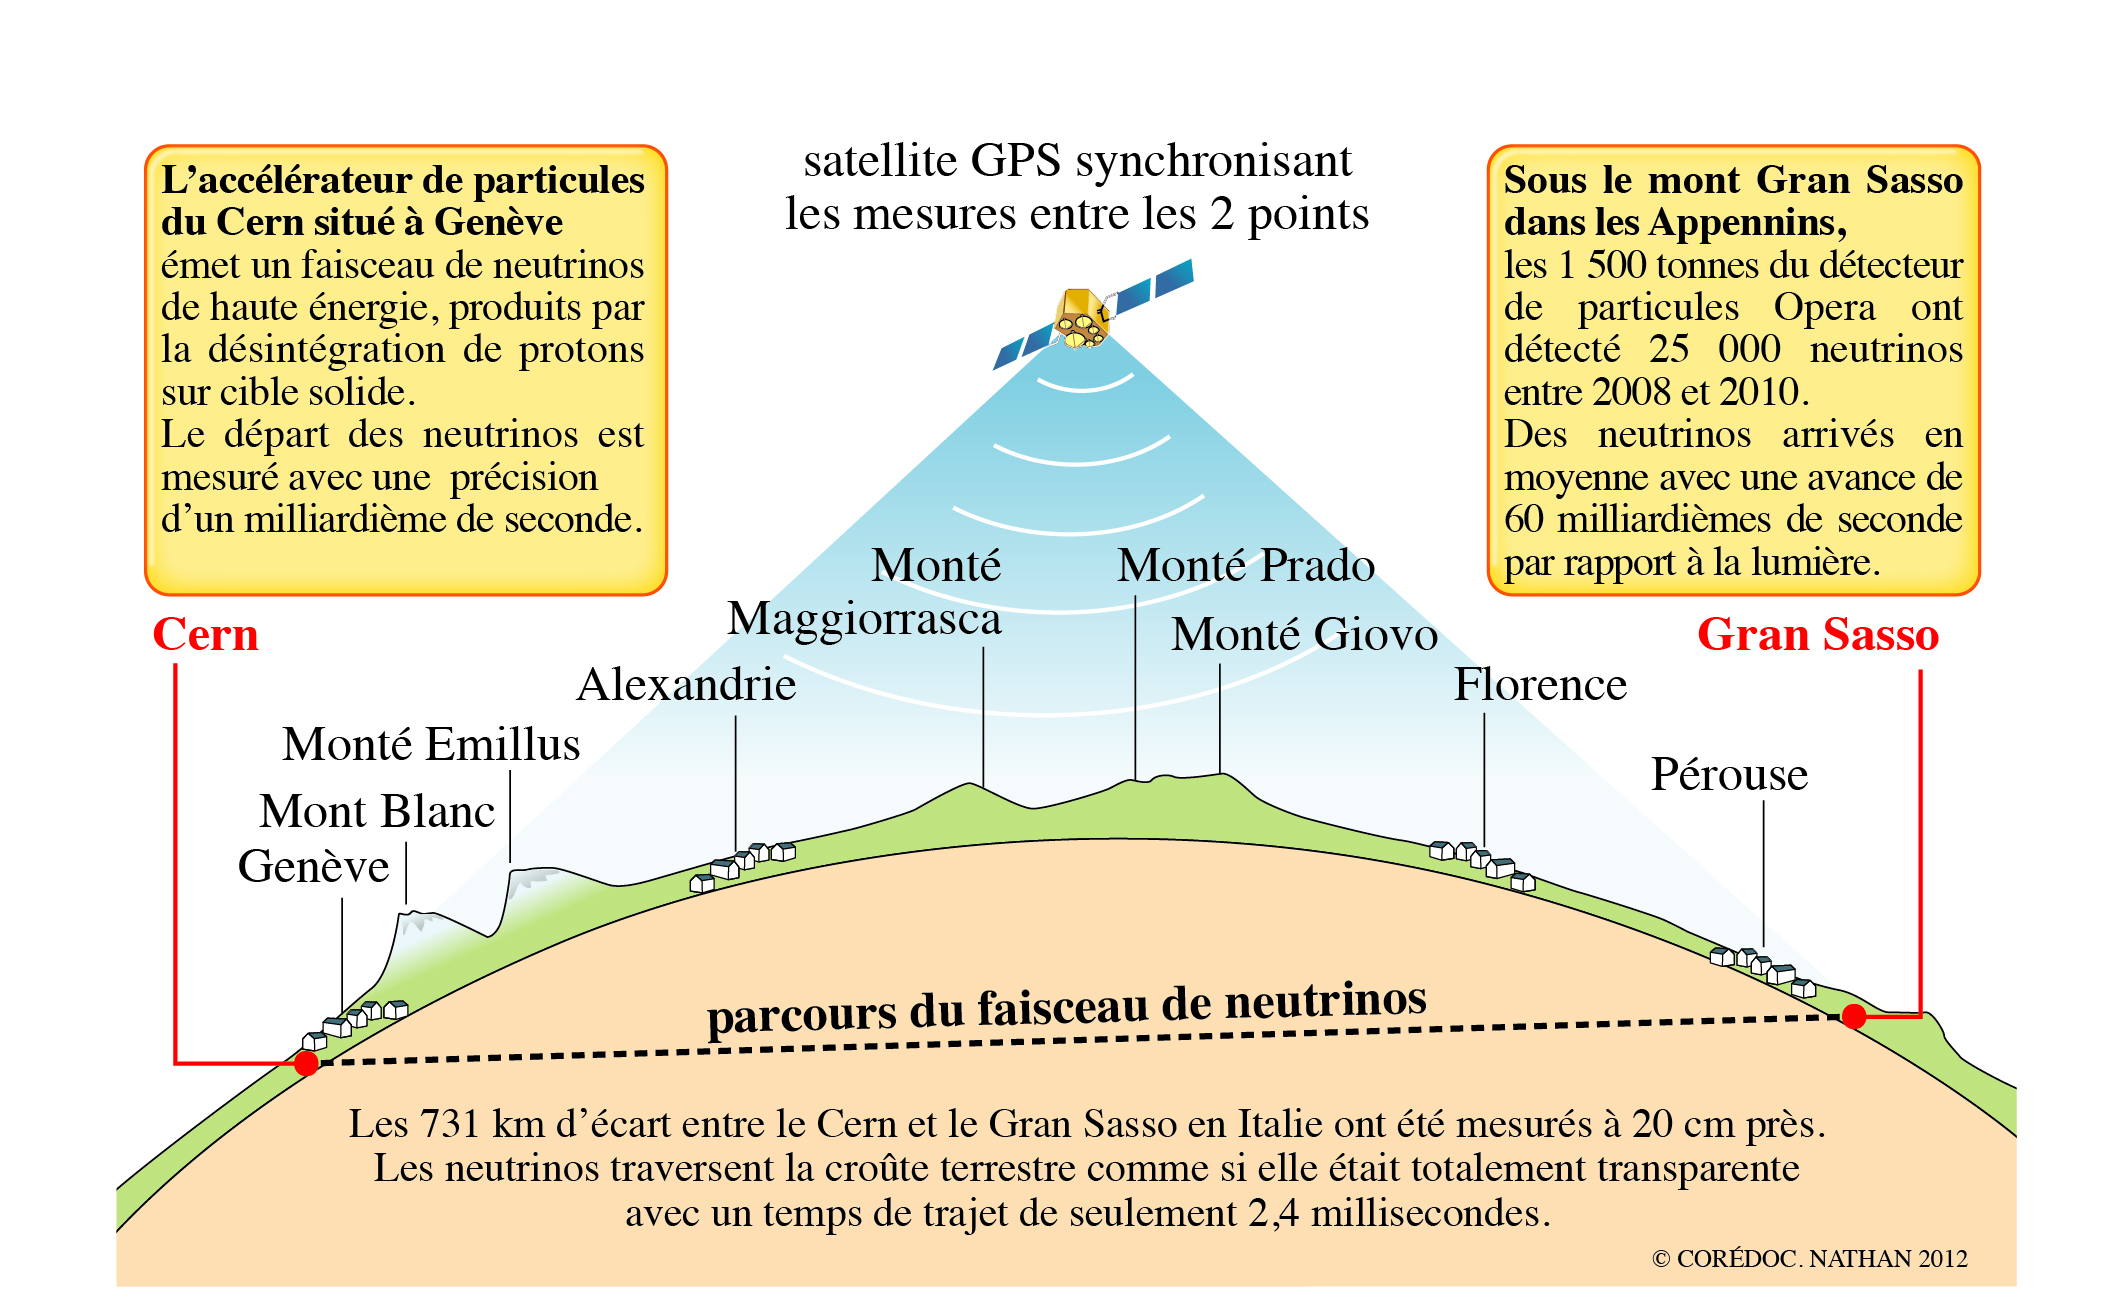 L’accélérateur de particules
du Cern situé à Genève
émet un faisceau de neutrinos
de haute énergie, produits par
la désintégration de protons
sur cible solide.
Le départ des neutrinos est
mesuré avec une précision
d’un milliardième de seconde.
satellite GPS synchronisant
les mesures entre les 2 points
Sous le mont Gran Sasso
dans les Appennins,
les 1 500 tonnes du détecteur
de particules Opera ont
détecté 25 000 neutrinos
entre 2008 et 2010.
Des neutrinos arrivés en
moyenne avec une avance de
60 milliardièmes de seconde
par rapport à la lumière.
Cern
Genève
Mont Blanc
Monté Emillus
Alexandrie
Monté
Maggiorrasca
Monté Prado
Monté Giovo
Florence
Pérouse
Gran Sasso
parcours du faisceau de neutrinos
Les 731 km d’écart entre le Cern et le Gran Sasso en Italie ont été mesurés à 20 cm près.
Les neutrinos traversent la croûte terrestre comme si elle était totalement transparente
avec un temps de trajet de seulement 2,4 millisecondes.
© CORÉDOC. NATHAN 2012